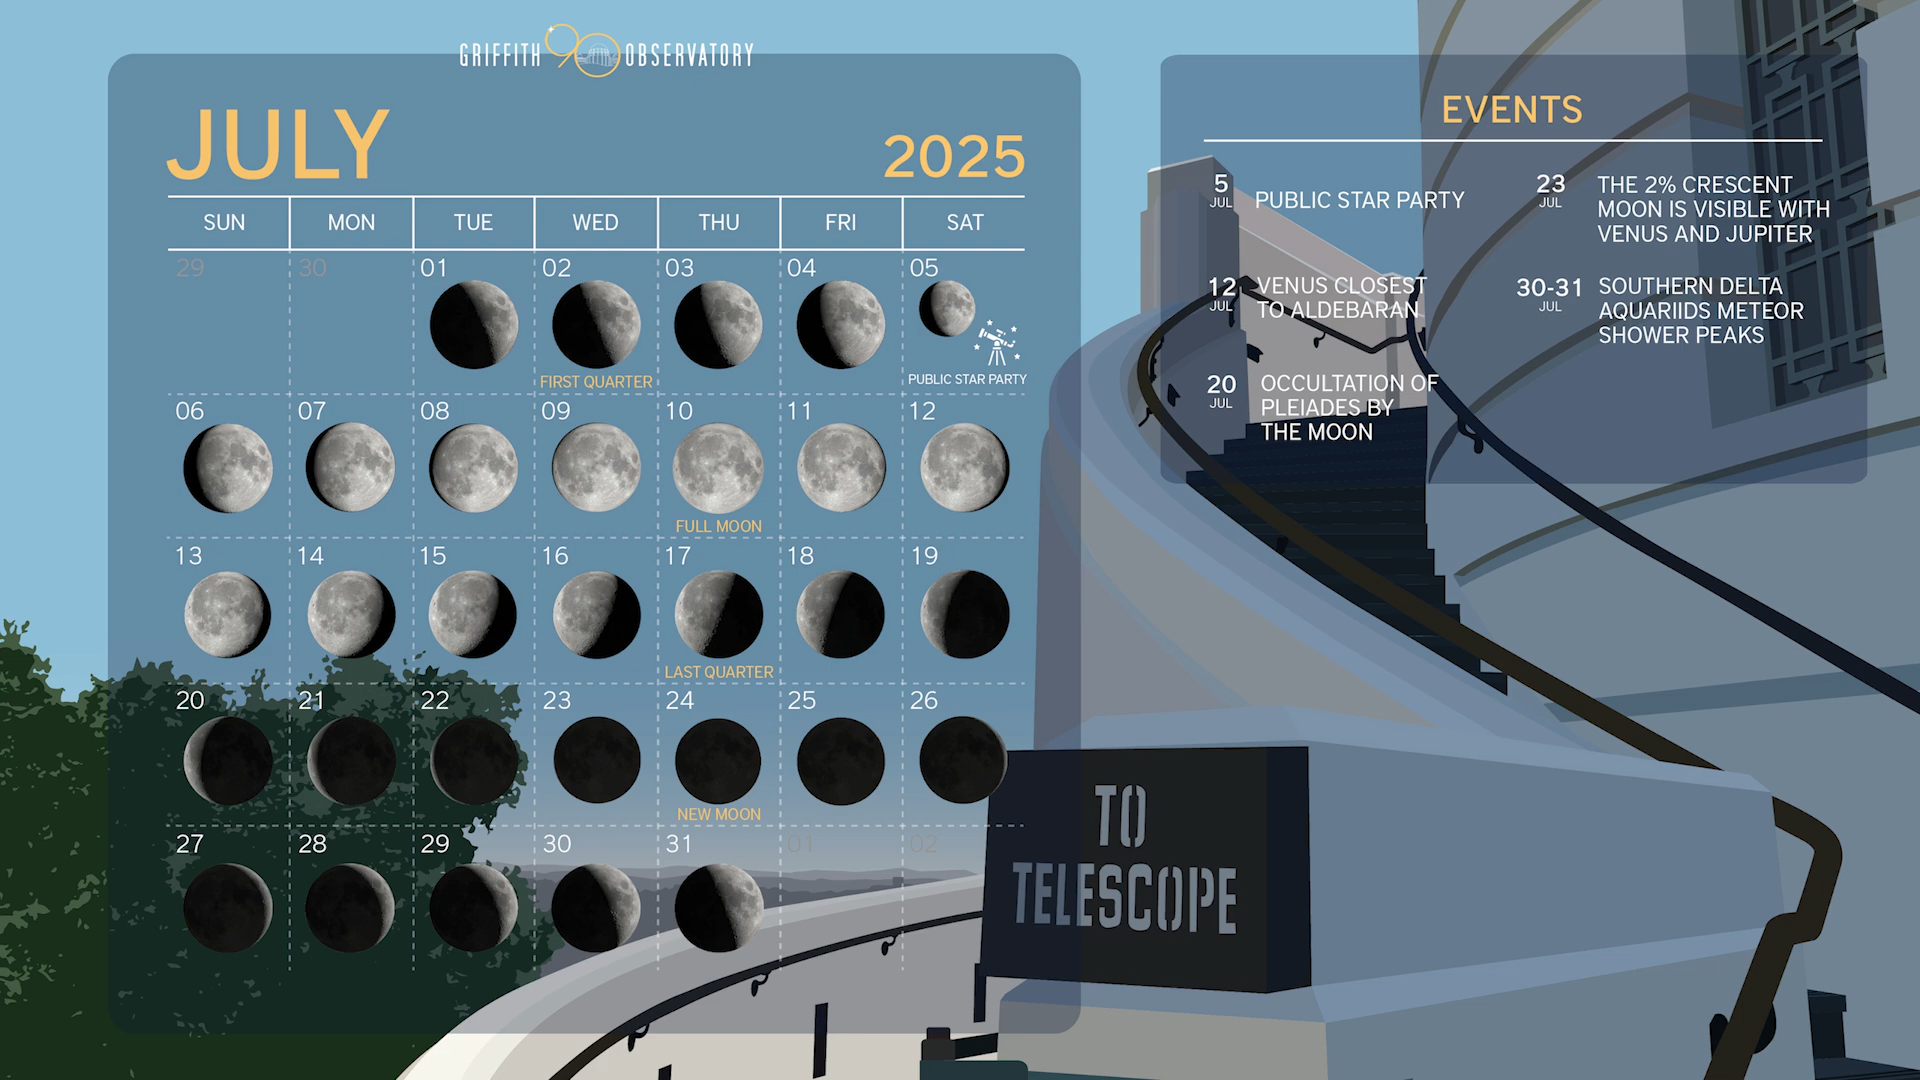 GRIFFITH 90 OBSERVATORY
JULY
2025
SUN MON TUE WED THU FRI SAT
29 30 01 02 03 04 05
FIRST QUARTER
PUBLIC STAR PARTY
06 07 08 09 10 11 12
FULL MOON
13 14 15 16 17 18 19
LAST QUARTER
20 21 22 23 24 25 26
NEW MOON
27 28 29 30 31 01 02
EVENTS
5
JUL
PUBLIC STAR PARTY
12
JUL
VENUS CLOSEST
TO ALDEBARAN
20
JUL
OCCULTATION OF
PLEIADES BY
THE MOON
23
JUL
THE 2% CRESCENT
MOON IS VISIBLE WITH
VENUS AND JUPITER
30-31
JUL
SOUTHERN DELTA
AQUARIIDS METEOR
SHOWER PEAKS
TO
TELESCOPE